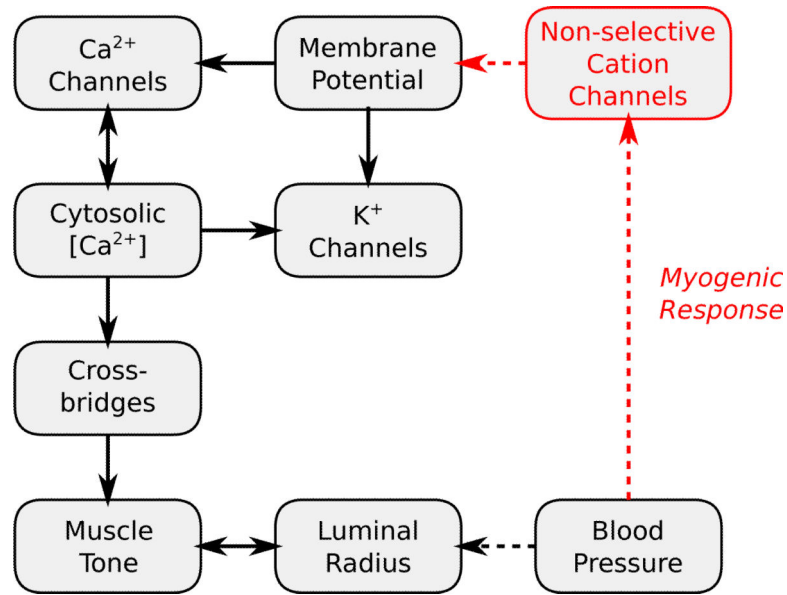 Ca²⁺
Channels
Membrane
Potential
Non-selective
Cation
Channels
Cytosolic
[Ca²⁺]
K⁺
Channels
Myogenic
Response
Cross-
bridges
Muscle
Tone
Luminal
Radius
Blood
Pressure